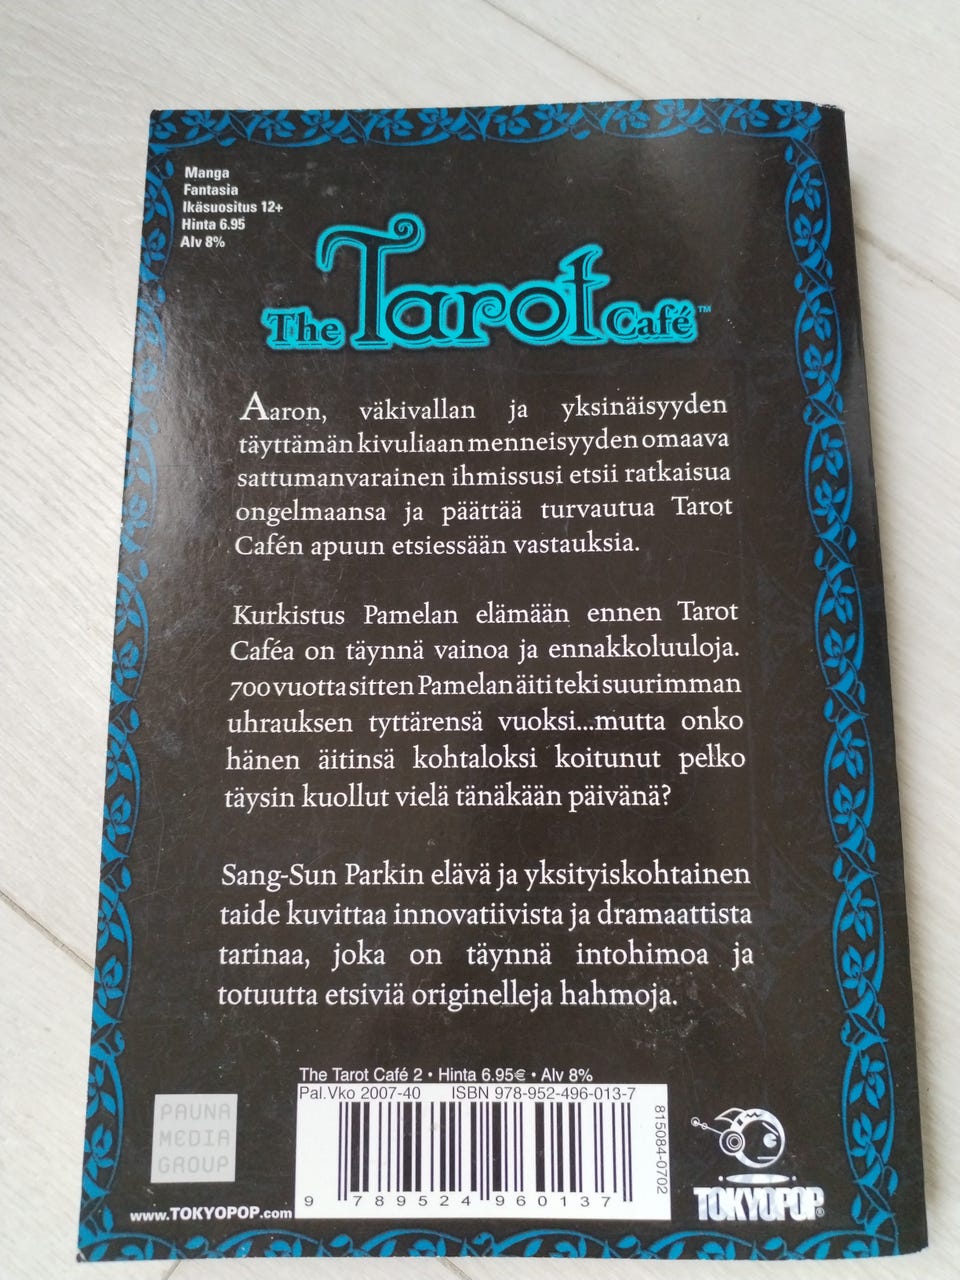 Manga
Fantasia
Ikäsuositus 12+
Hinta 6.95
Alv 8%
The Tarot Café™
Aaron, väkivallan ja yksinäisyyden
täyttämän kivuliaan menneisyyden omaava
sattumanvarainen ihmissusi etsii ratkaisua
ongelmaansa ja päättää turvautua Tarot
Cafén apuun etsiessään vastauksia.
Kurkistus Pamelan elämään ennen Tarot
Caféa on täynnä vainoa ja ennakkoluuloja.
700 vuotta sitten Pamelan äiti teki suurimman
uhrauksen tyttärensä vuoksi...mutta onko
hänen äitinsä kohtaloksi koitunut pelko
täysin kuollut vielä tänäkään päivänä?
Sang-Sun Parkin elävä ja yksityiskohtainen
taide kuvittaa innovatiivista ja dramaattista
tarinaa, joka on täynnä intohimoa ja
totuutta etsiviä originelleja hahmoja.
The Tarot Café 2 • Hinta 6.95€ • Alv 8%
Pal.Vko 2007-40 ISBN 978-952-496-013-7
815084-0702
9 789524 960137
PAUNA
MEDIA
GROUP
www.TOKYOPOP.com
TOKYOPOP®